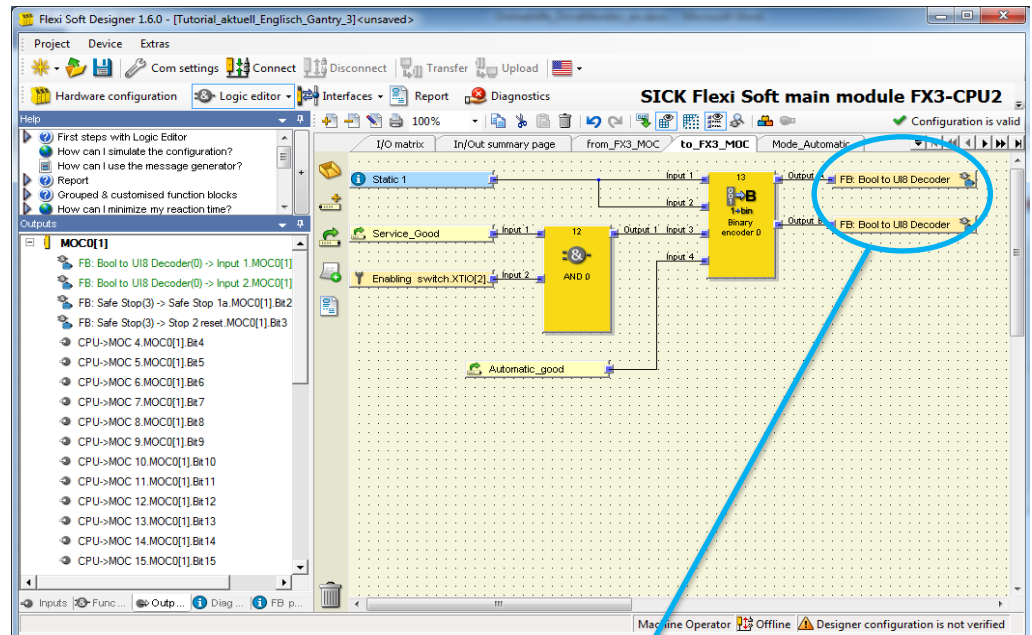 Flexi Soft Designer 1.6.0 - [Tutorial_aktuell_Englisch_Gantry_3]<unsaved>
Project Device Extras
Com settings Connect Disconnect Transfer Upload
Hardware configuration Logic editor Interfaces Report Diagnostics SICK Flexi Soft main module FX3-CPU2
Help 100% Configuration is valid
First steps with Logic Editor
How can I simulate the configuration?
How can I use the message generator?
Report
Grouped & customised function blocks
How can I minimize my reaction time?
I/O matrix In/Out summary page from_FX3_MOC to_FX3_MOC Mode_Automatic
Outputs
MOC0[1]
FB: Bool to UI8 Decoder(0) -> Input 1.MOC0[1]
FB: Bool to UI8 Decoder(0) -> Input 2.MOC0[1]
FB: Safe Stop(3) -> Safe Stop 1a.MOC0[1].Bit2
FB: Safe Stop(3) -> Stop 2 reset.MOC0[1].Bit3
CPU->MOC 4.MOC0[1].Bit4
CPU->MOC 5.MOC0[1].Bit5
CPU->MOC 6.MOC0[1].Bit6
CPU->MOC 7.MOC0[1].Bit7
CPU->MOC 8.MOC0[1].Bit8
CPU->MOC 9.MOC0[1].Bit9
CPU->MOC 10.MOC0[1].Bit10
CPU->MOC 11.MOC0[1].Bit11
CPU->MOC 12.MOC0[1].Bit12
CPU->MOC 13.MOC0[1].Bit13
CPU->MOC 14.MOC0[1].Bit14
CPU->MOC 15.MOC0[1].Bit15
Static 1
Input 1
13
Output
FB: Bool to UI8 Decoder
Input 2
B
1÷bin
Binary
encoder 0
Service_Good
Input 1
12
Output 1
Input 3
Output B
FB: Bool to UI8 Decoder
Enabling switch.XTIO[2].
Input 2
&
AND 0
Input 4
Automatic_good
Inputs Func... Outp... Diag ... FB p...
Machine Operator Offline Designer configuration is not verified